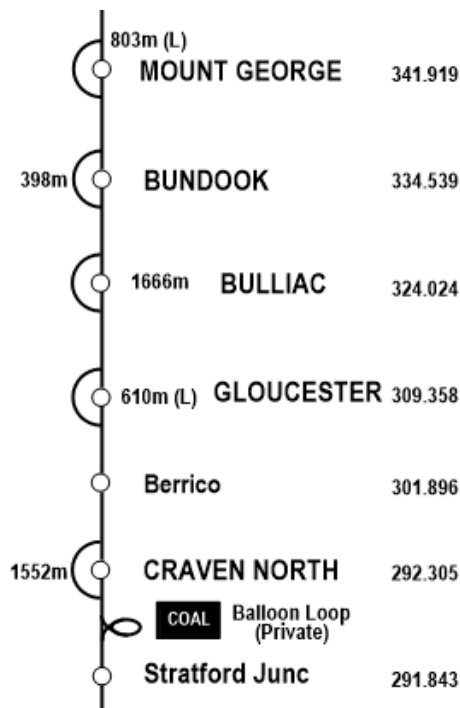 803m (L)
MOUNT GEORGE 341.919
398m BUNDOOK 334.539
1666m BULLIAC 324.024
610m (L) GLOUCESTER 309.358
Berrico 301.896
1552m CRAVEN NORTH 292.305
COAL Balloon Loop
(Private)
Stratford Junc 291.843